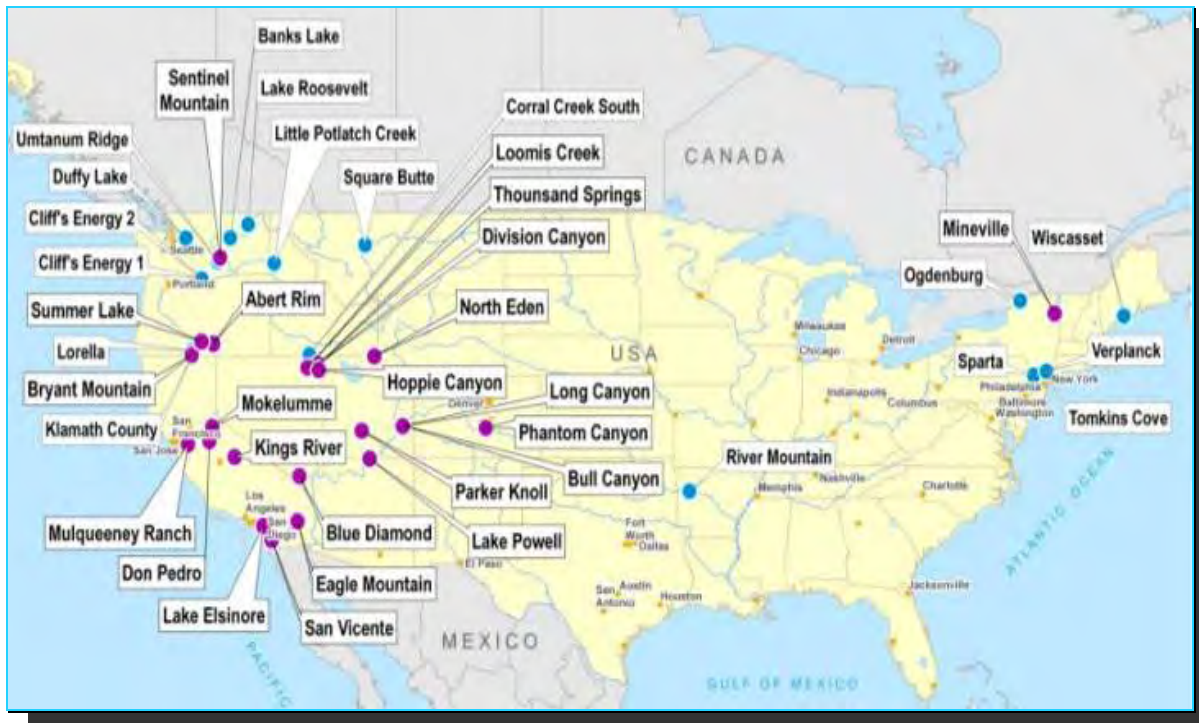 Banks Lake
Sentinel
Mountain
Lake Roosevelt
Corral Creek South
Umtanum Ridge
Little Potlatch Creek
Loomis Creek
CANADA
Duffy Lake
Square Butte
Thounsand Springs
Cliff's Energy 2
Division Canyon
Mineville
Wiscasset
Seattle
Cliff's Energy 1
Ogdenburg
Portland
Abert Rim
Summer Lake
North Eden
Milwaukee
Detroit
Lorella
USA
Chicago
Sparta
Verplanck
Bryant Mountain
Hoppie Canyon
Long Canyon
New York
Philadelphia
Denver
Indianapolis
Columbus
Baltimore
Washington
Mokelumme
Klamath County
San
Francisco
San Jose
Kings River
Phantom Canyon
Tomkins Cove
River Mountain
Bull Canyon
Parker Knoll
Nashville
Memphis
Charlotte
Los
Angeles
San
Diego
Mulqueeney Ranch
Blue Diamond
Lake Powell
Fort
Worth
Dallas
ATLANTIC OCEAN
El Paso
Don Pedro
Eagle Mountain
San
Antonio
Austin
Houston
Jacksonville
Lake Elsinore
San Vicente
MEXICO
PACIFIC
GULF OF MEXICO